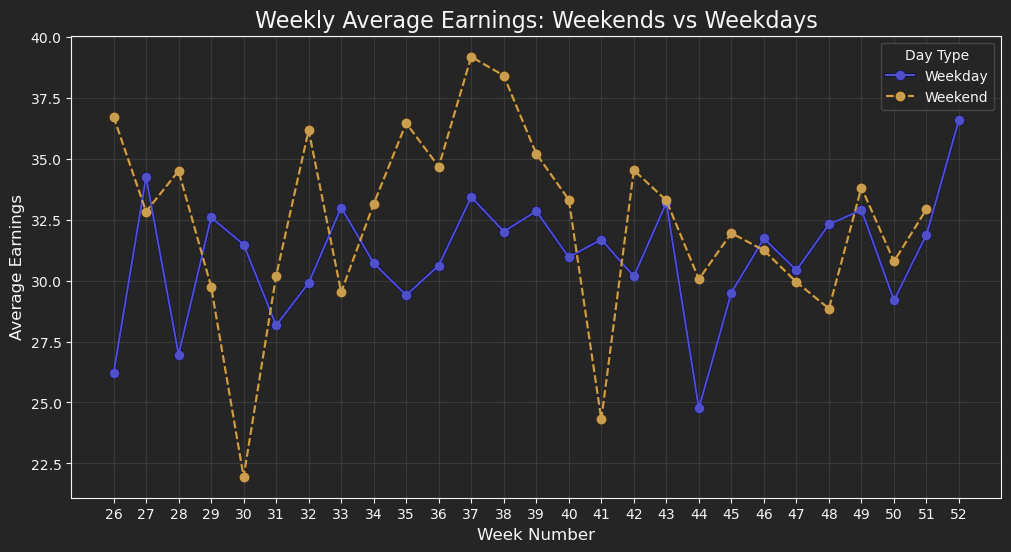 Weekly Average Earnings: Weekends vs Weekdays
40.0
37.5
35.0
32.5
30.0
27.5
25.0
22.5
Average Earnings
Day Type
Weekday
Weekend
26 27 28 29 30 31 32 33 34 35 36 37 38 39 40 41 42 43 44 45 46 47 48 49 50 51 52
Week Number